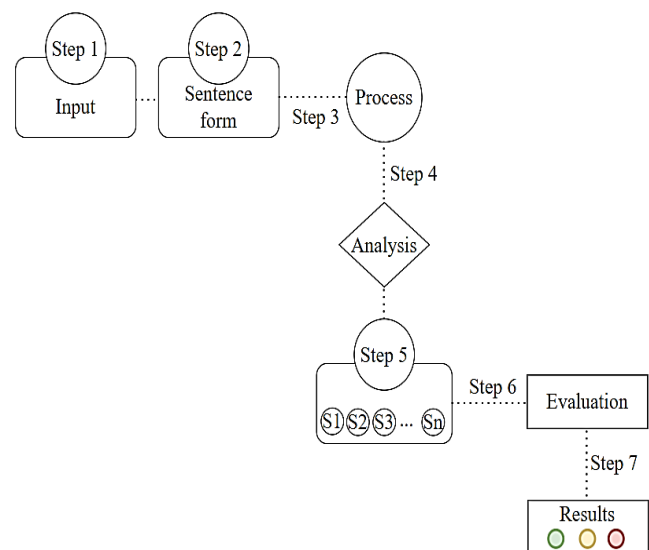 Step 1
Input
Step 2
Sentence
form
Step 3
Process
Step 4
Analysis
Step 5
S1 S2 S3 ... Sn
Step 6
Evaluation
Step 7
Results